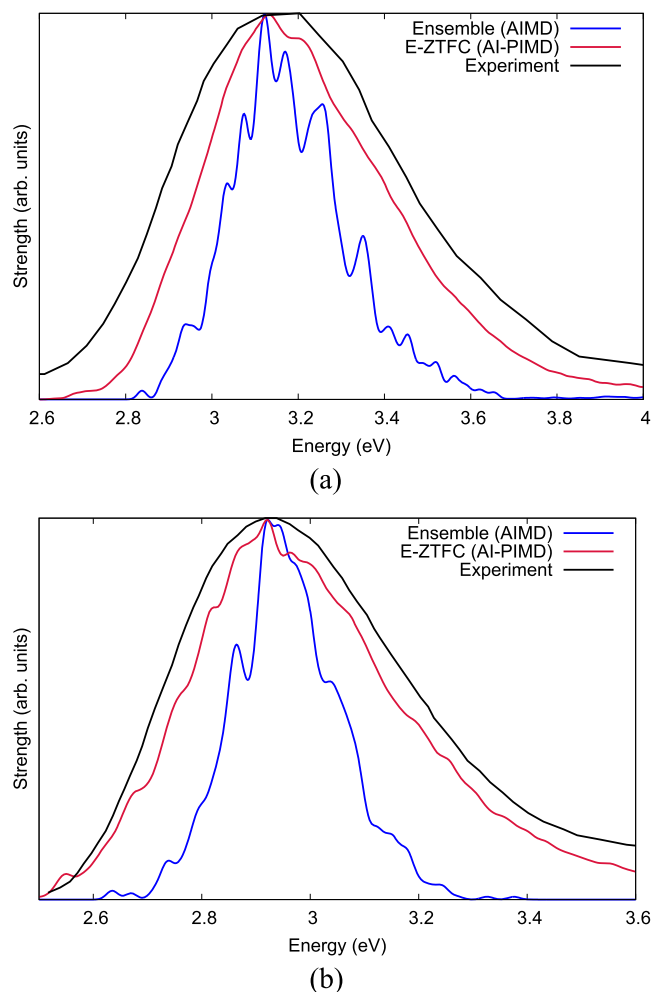 Ensemble (AIMD)
E-ZTFC (AI-PIMD)
Experiment
Strength (arb. units)
2.6 2.8 3 3.2 3.4 3.6 3.8 4
Energy (eV)
(a)
Ensemble (AIMD)
E-ZTFC (AI-PIMD)
Experiment
Strength (arb. units)
2.6 2.8 3 3.2 3.4 3.6
Energy (eV)
(b)